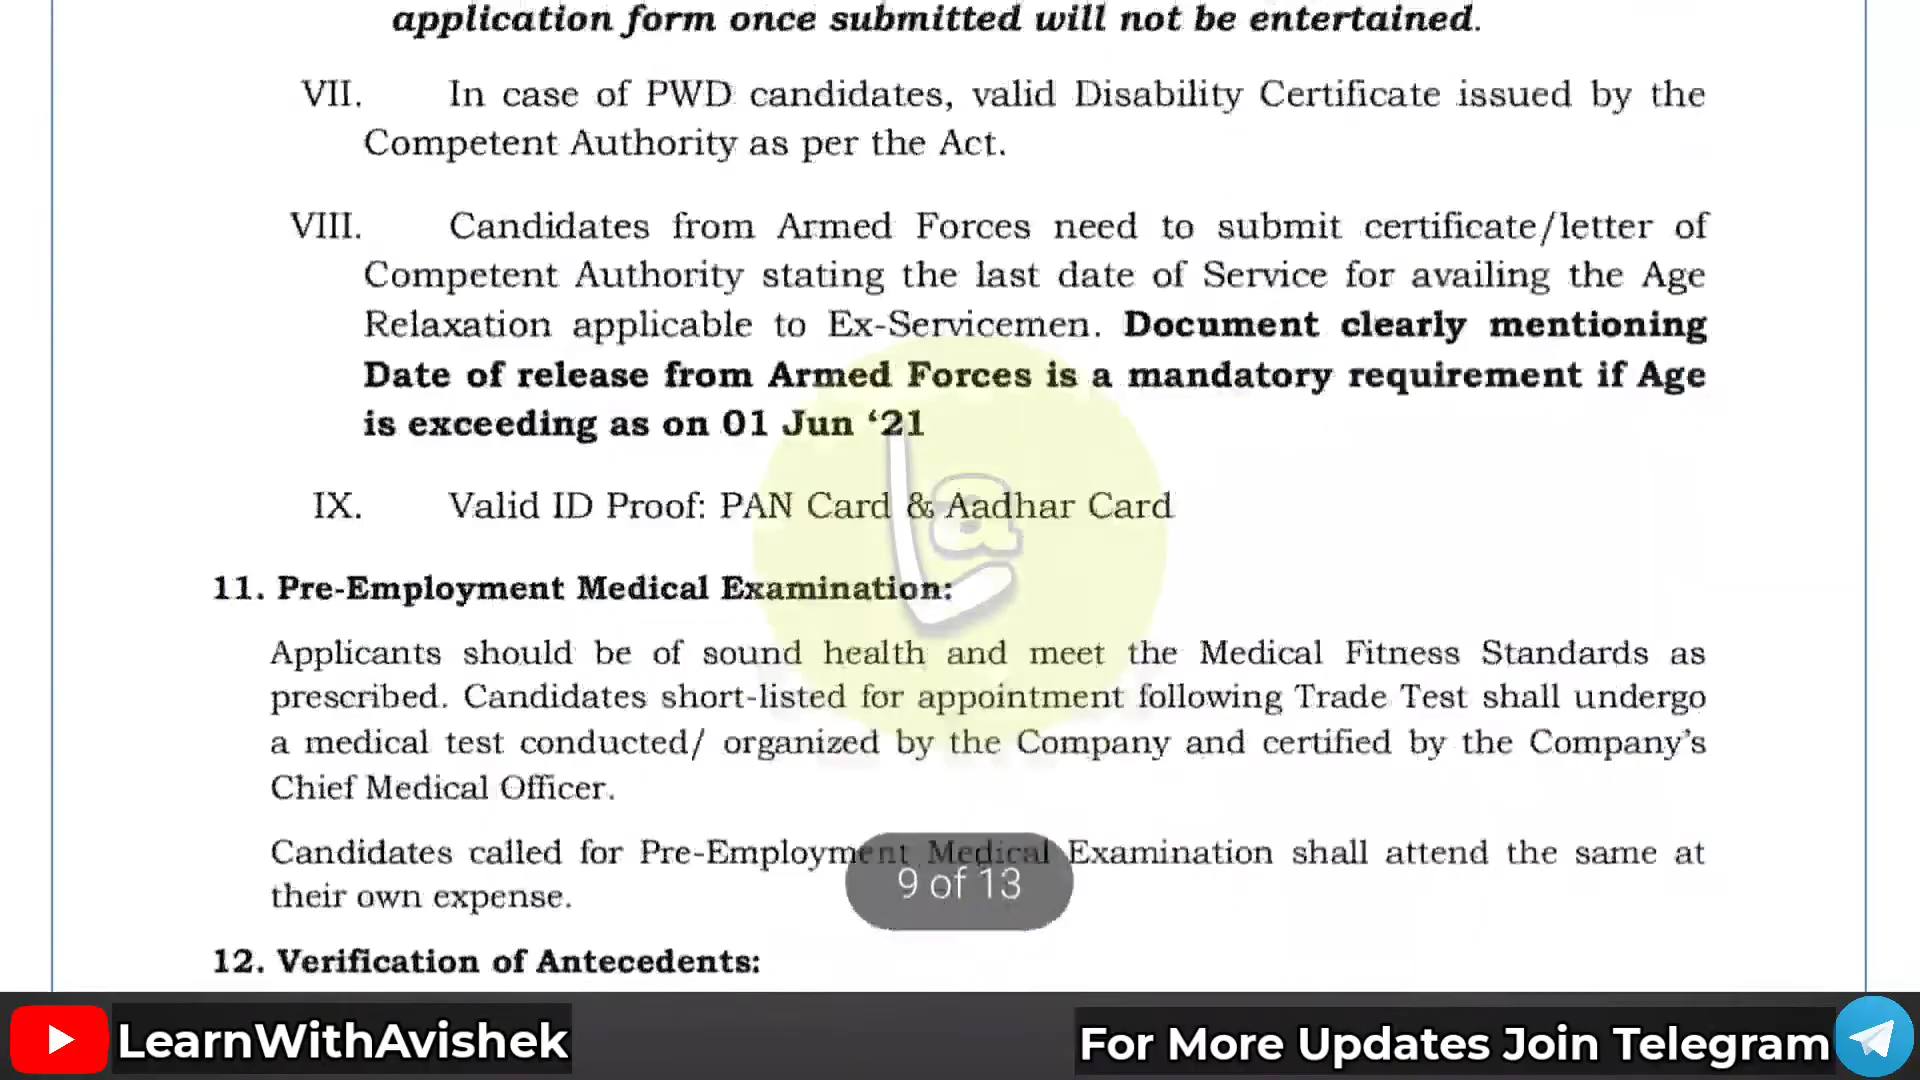 application form once submitted will not be entertained.
VII. In case of PWD candidates, valid Disability Certificate issued by the
Competent Authority as per the Act.
VIII. Candidates from Armed Forces need to submit certificate/letter of
Competent Authority stating the last date of Service for availing the Age
Relaxation applicable to Ex-Servicemen. Document clearly mentioning
Date of release from Armed Forces is a mandatory requirement if Age
is exceeding as on 01 Jun ‘21
IX. Valid ID Proof: PAN Card & Aadhar Card
11. Pre-Employment Medical Examination:
Applicants should be of sound health and meet the Medical Fitness Standards as
prescribed. Candidates short-listed for appointment following Trade Test shall undergo
a medical test conducted/ organized by the Company and certified by the Company’s
Chief Medical Officer.
Candidates called for Pre-Employment Medical Examination shall attend the same at
their own expense.
9 of 13
12. Verification of Antecedents:
LearnWithAvishek
For More Updates Join Telegram